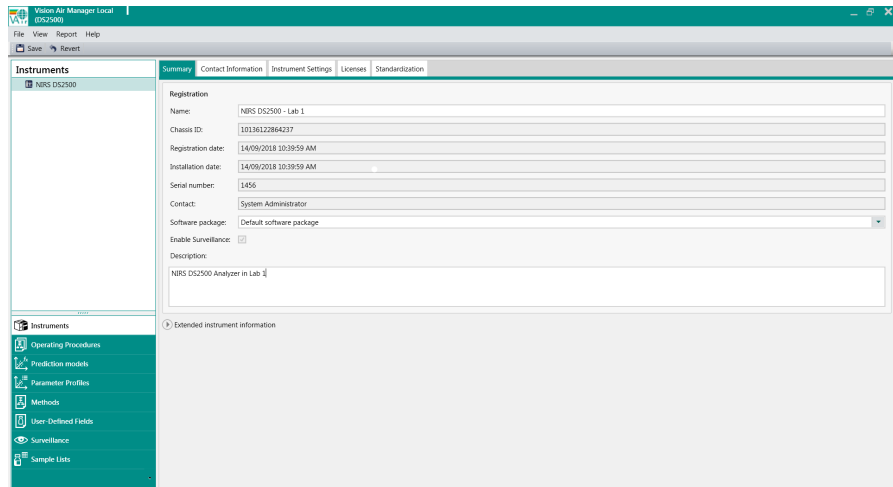 Vision Air Manager Local
(DS2500)
File View Report Help
Save Revert
Instruments
NIRS DS2500
Summary Contact Information Instrument Settings Licenses Standardization
Registration
Name: NIRS DS2500 - Lab 1
Chassis ID: 10136122864237
Registration date: 14/09/2018 10:39:59 AM
Installation date: 14/09/2018 10:39:59 AM
Serial number: 1456
Contact: System Administrator
Software package: Default software package
Enable Surveillance:
Description:
NIRS DS2500 Analyzer in Lab 1
Extended instrument information
Instruments
Operating Procedures
Prediction models
Parameter Profiles
Methods
User-Defined Fields
Surveillance
Sample Lists